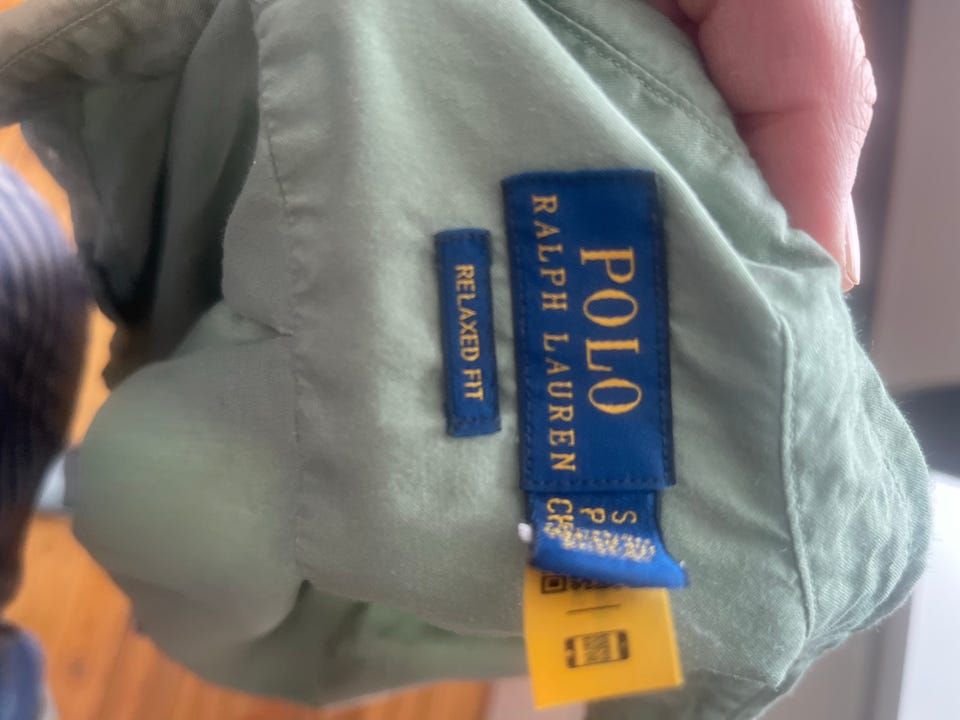 POLO
RALPH LAUREN
S
P
CH
RELAXED FIT